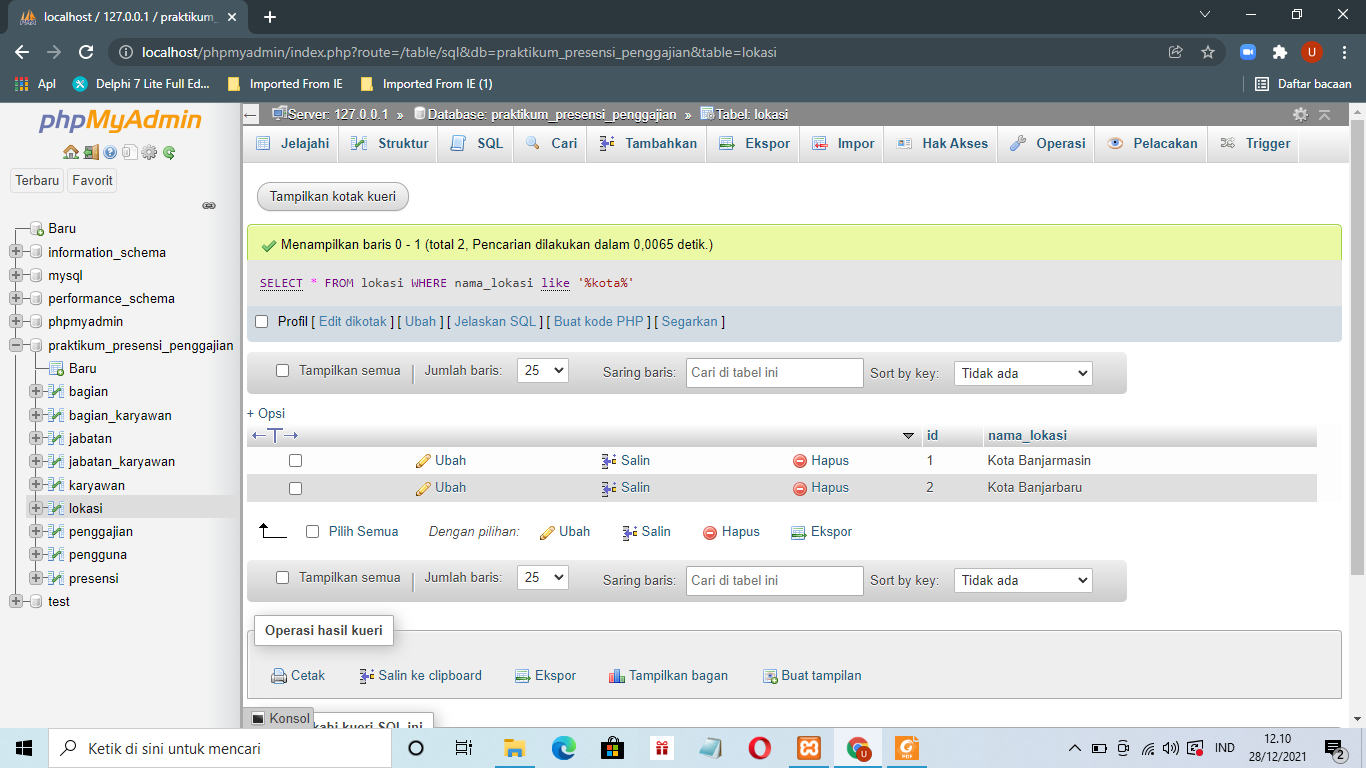 localhost / 127.0.0.1 / praktikum_
localhost/phpmyadmin/index.php?route=/table/sql&db=praktikum_presensi_penggajian&table=lokasi
U
Apl Delphi 7 Lite Full Ed... Imported From IE Imported From IE (1) Daftar bacaan
phpMyAdmin
Terbaru Favorit
Baru
information_schema
mysql
performance_schema
phpmyadmin
praktikum_presensi_penggajian
Baru
bagian
bagian_karyawan
jabatan
jabatan_karyawan
karyawan
lokasi
penggajian
pengguna
presensi
test
Server: 127.0.0.1 » Database: praktikum_presensi_penggajian » Tabel: lokasi
Jelajahi Struktur SQL Cari Tambahkan Ekspor Impor Hak Akses Operasi Pelacakan Trigger
Tampilkan kotak kueri
Menampilkan baris 0 - 1 (total 2, Pencarian dilakukan dalam 0,0065 detik.)
SELECT * FROM lokasi WHERE nama_lokasi like '%kota%'
Profil [ Edit dikotak ] [ Ubah ] [ Jelaskan SQL ] [ Buat kode PHP ] [ Segarkan ]
Tampilkan semua Jumlah baris: 25 Saring baris: Cari di tabel ini Sort by key: Tidak ada
+ Opsi
←T→ id nama_lokasi
Ubah Salin Hapus 1 Kota Banjarmasin
Ubah Salin Hapus 2 Kota Banjarbaru
Pilih Semua Dengan pilihan: Ubah Salin Hapus Ekspor
Tampilkan semua Jumlah baris: 25 Saring baris: Cari di tabel ini Sort by key: Tidak ada
Operasi hasil kueri
Cetak Salin ke clipboard Ekspor Tampilkan bagan Buat tampilan
Konsol
kueri SQL ini
Ketik di sini untuk mencari
U
IND
12.10
28/12/2021
2